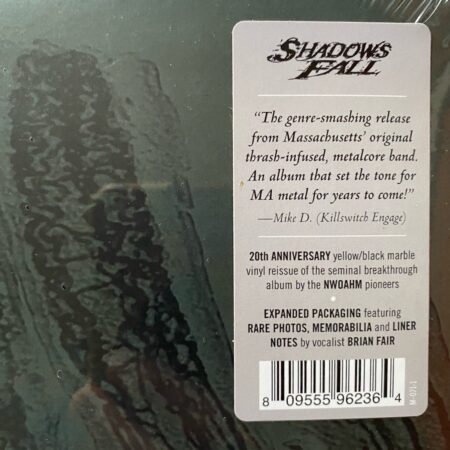 SHADOWS
FALL
“The genre-smashing release
from Massachusetts’ original
thrash-infused, metalcore band.
An album that set the tone for
MA metal for years to come!”
—Mike D. (Killswitch Engage)
20th ANNIVERSARY yellow/black marble
vinyl reissue of the seminal breakthrough
album by the NWOAHM pioneers
EXPANDED PACKAGING featuring
RARE PHOTOS, MEMORABILIA and LINER
NOTES by vocalist BRIAN FAIR
8 09555 96236 4
M-021-1